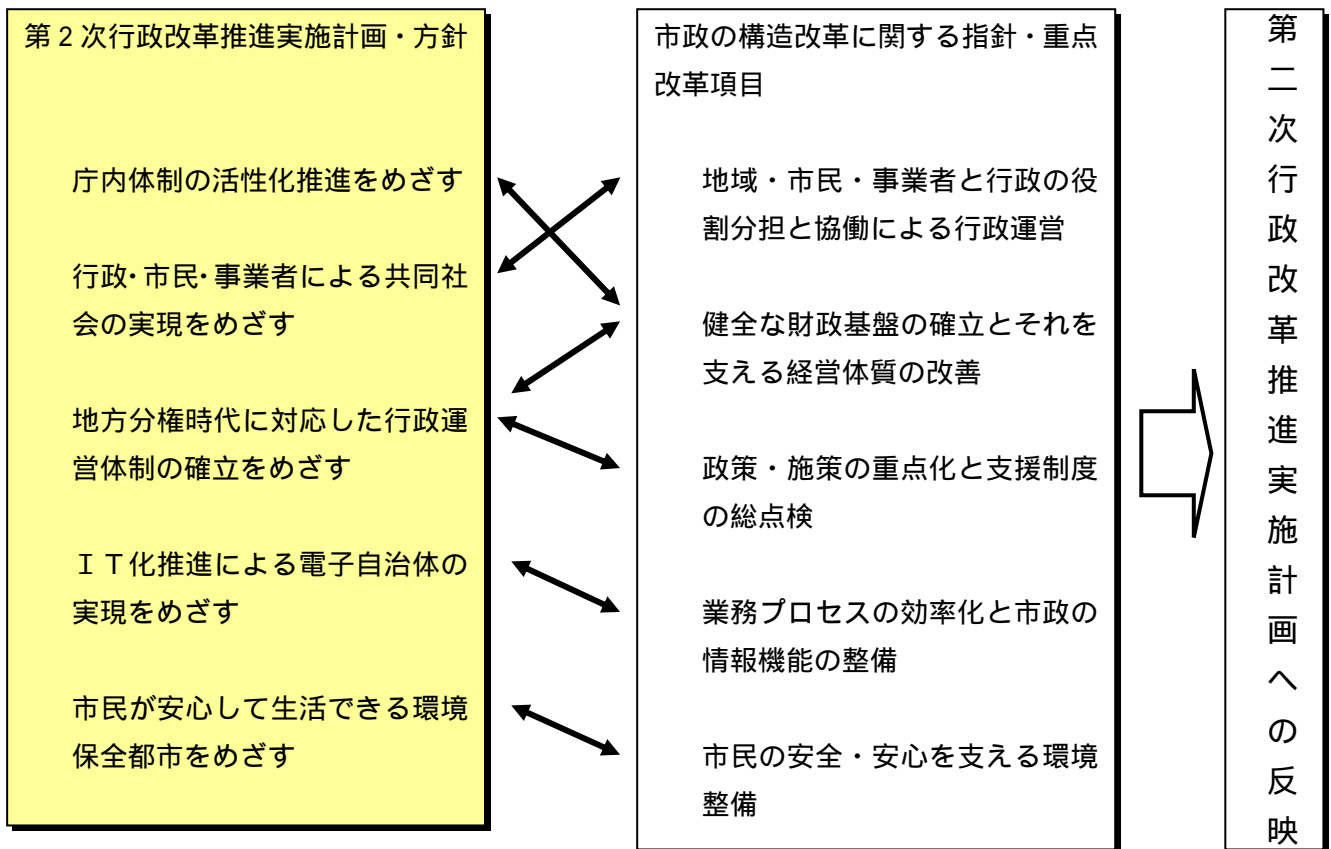 第２次行政改革推進実施計画・方針
庁内体制の活性化推進をめざす
行政・市民・事業者による共同社
会の実現をめざす
地方分権時代に対応した行政運
営体制の確立をめざす
ＩＴ化推進による電子自治体の
実現をめざす
市民が安心して生活できる環境
保全都市をめざす
市政の構造改革に関する指針・重点
改革項目
地域・市民・事業者と行政の役
割分担と協働による行政運営
健全な財政基盤の確立とそれを
支える経営体質の改善
政策・施策の重点化と支援制度
の総点検
業務プロセスの効率化と市政の
情報機能の整備
市民の安全・安心を支える環境
整備
第二次行政改革推進実施計画への反映